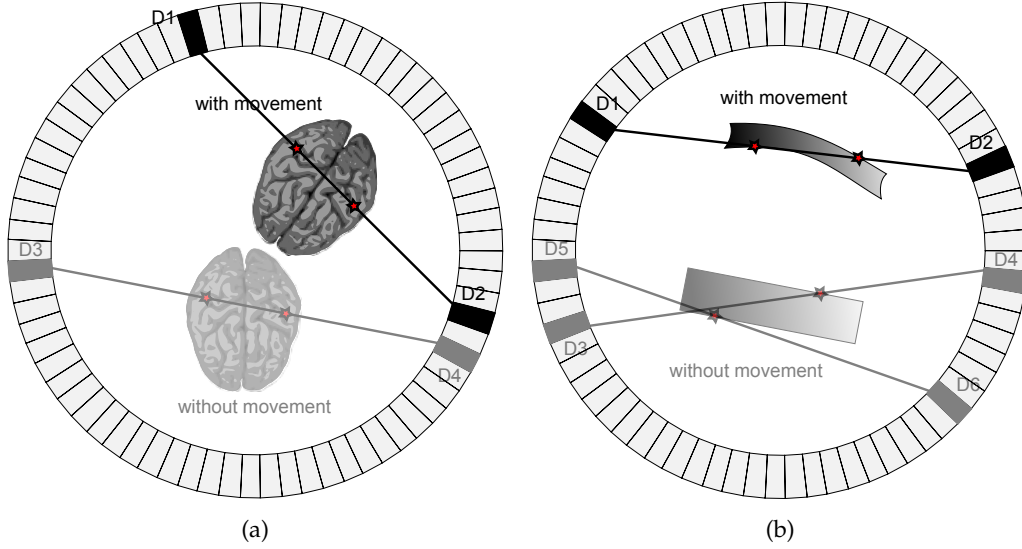 D1
with movement
D3
D2
D4
without movement
(a)
with movement
D1
D2
D5
D4
D3
without movement
D6
(b)